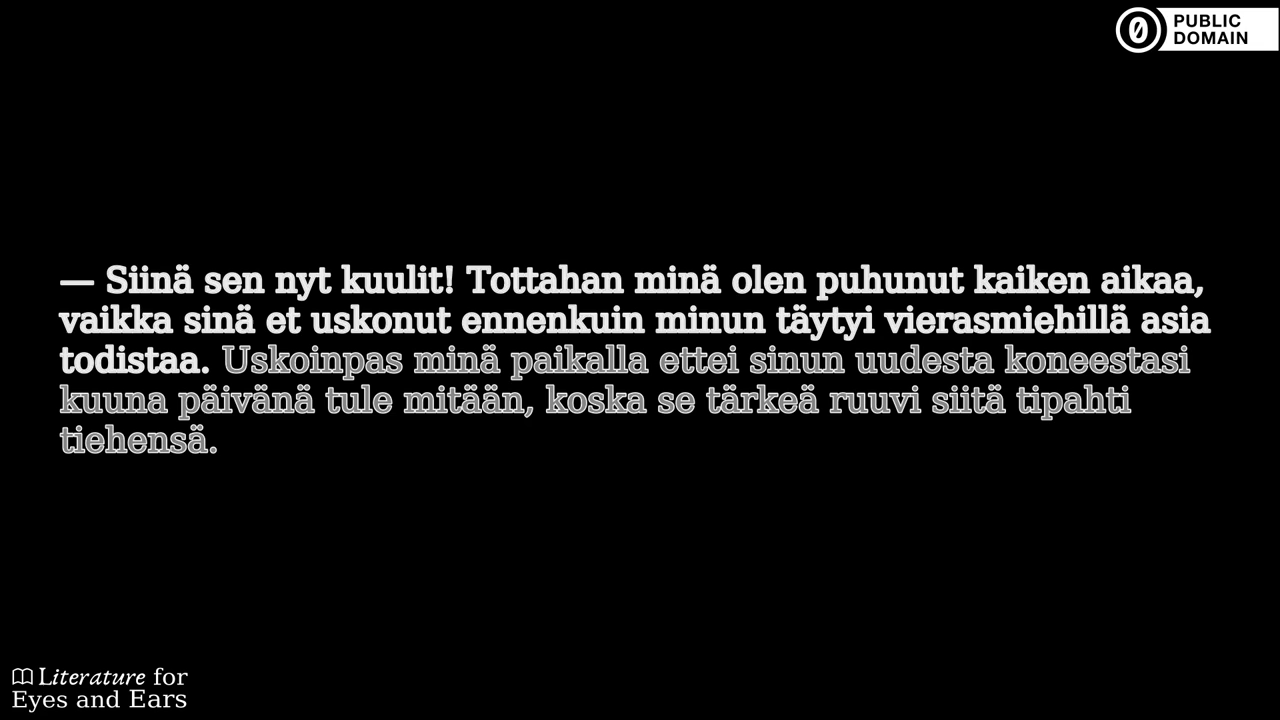 PUBLIC
DOMAIN
— Siinä sen nyt kuulit! Tottahan minä olen puhunut kaiken aikaa,
vaikka sinä et uskonut ennenkuin minun täytyi vierasmiehillä asia
todistaa. Uskoinpas minä paikalla ettei sinun uudesta koneestasi
kuuna päivänä tule mitään, koska se tärkeä ruuvi siitä tipahti
tiehensä.
Literature for
Eyes and Ears